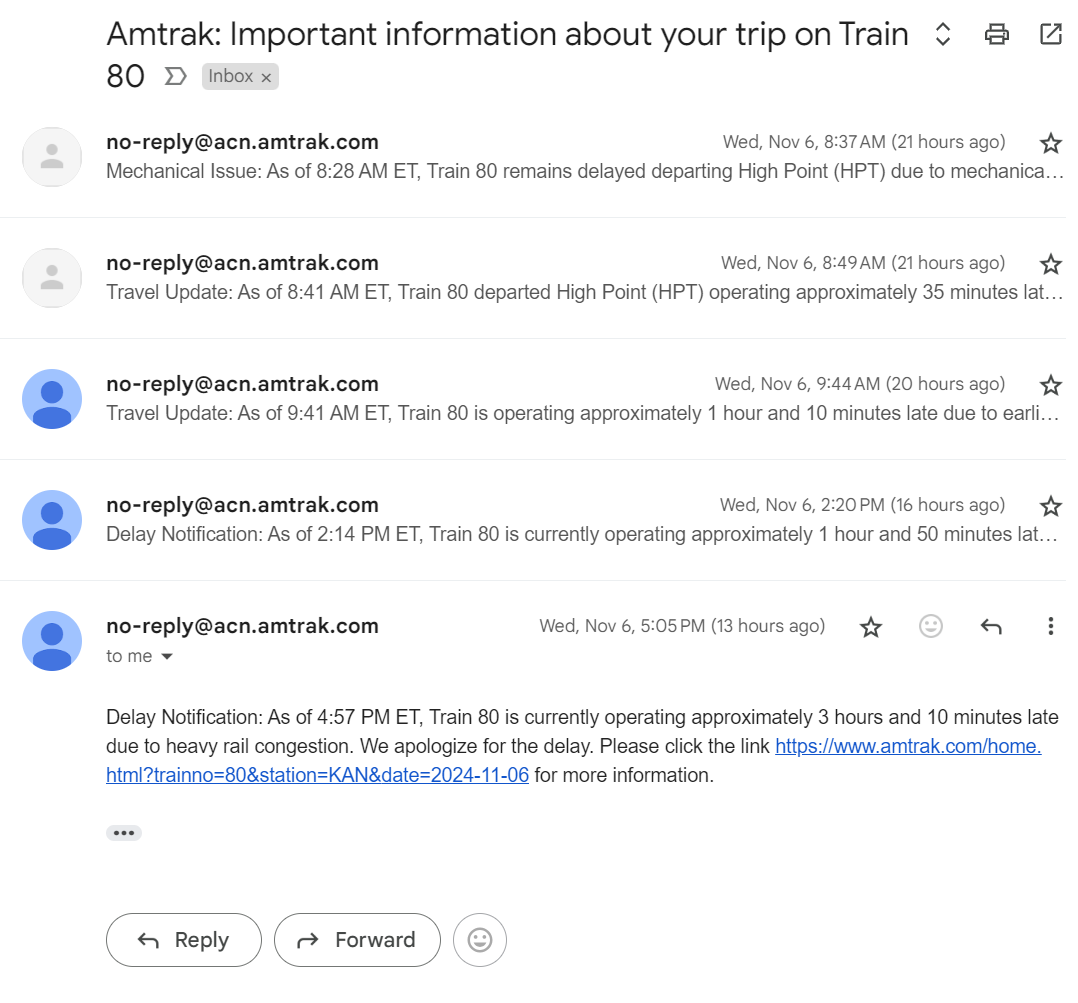 Amtrak: Important information about your trip on Train
80 Inbox ×
no-reply@acn.amtrak.com Wed, Nov 6, 8:37 AM (21 hours ago)
Mechanical Issue: As of 8:28 AM ET, Train 80 remains delayed departing High Point (HPT) due to mechanica…
no-reply@acn.amtrak.com Wed, Nov 6, 8:49 AM (21 hours ago)
Travel Update: As of 8:41 AM ET, Train 80 departed High Point (HPT) operating approximately 35 minutes lat…
no-reply@acn.amtrak.com Wed, Nov 6, 9:44 AM (20 hours ago)
Travel Update: As of 9:41 AM ET, Train 80 is operating approximately 1 hour and 10 minutes late due to earli…
no-reply@acn.amtrak.com Wed, Nov 6, 2:20 PM (16 hours ago)
Delay Notification: As of 2:14 PM ET, Train 80 is currently operating approximately 1 hour and 50 minutes lat…
no-reply@acn.amtrak.com Wed, Nov 6, 5:05 PM (13 hours ago)
to me
Delay Notification: As of 4:57 PM ET, Train 80 is currently operating approximately 3 hours and 10 minutes late
due to heavy rail congestion. We apologize for the delay. Please click the link https://www.amtrak.com/home.
html?trainno=80&station=KAN&date=2024-11-06 for more information.
Reply Forward